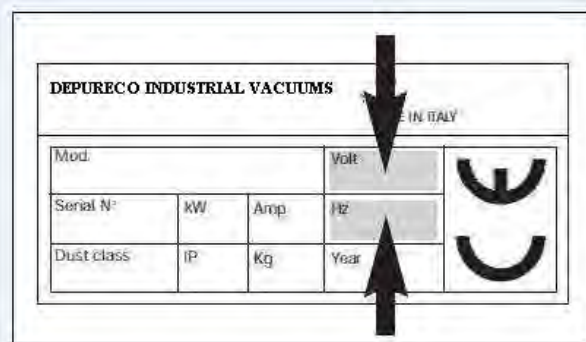 DEPURECO INDUSTRIAL VACUUMS
IN ITALY
Mod. Volt
Serial N° KW Amp Hz
Dust class IP Kg Year